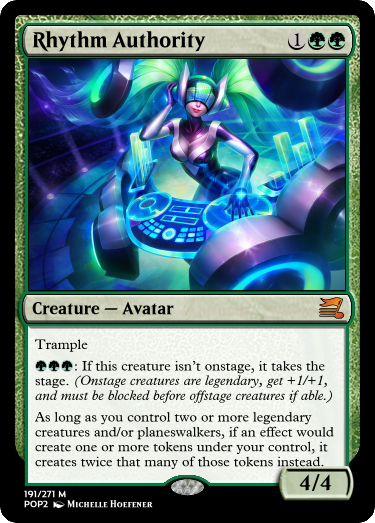 Rhythm Authority 1
Creature — Avatar
Trample
: If this creature isn't onstage, it takes the
stage. (Onstage creatures are legendary, get +1/+1,
and must be blocked before offstage creatures if able.)
As long as you control two or more legendary
creatures and/or planeswalkers, if an effect would
create one or more tokens under your control, it
creates twice that many of those tokens instead.
4/4
191/271 M
POP2 Michelle Hoefener